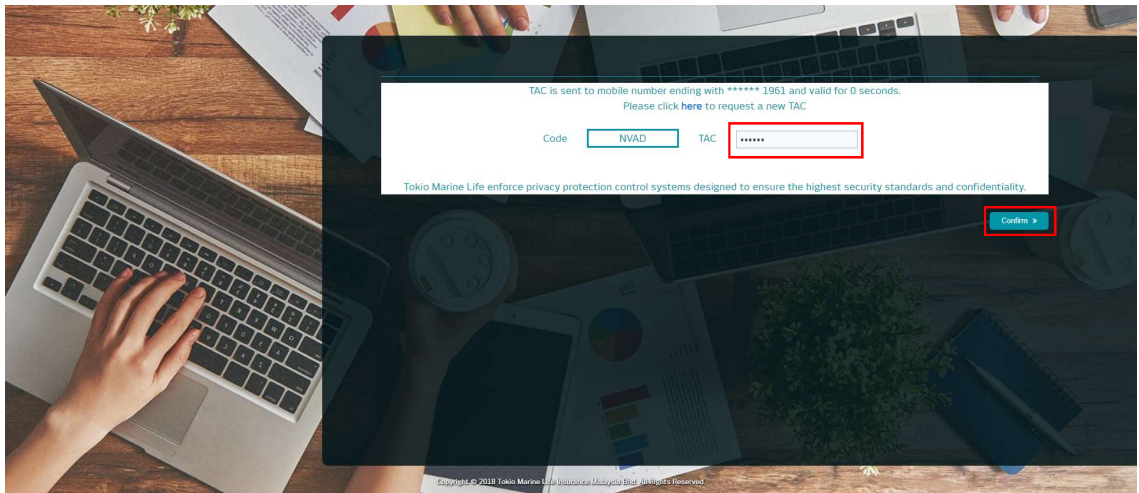 TAC is sent to mobile number ending with ****** 1961 and valid for 0 seconds.
Please click here to request a new TAC
Code NVAD TAC ••••••
Tokio Marine Life enforce privacy protection control systems designed to ensure the highest security standards and confidentiality.
Confirm »
Copyright © 2018 Tokio Marine Life Insurance Malaysia Bhd. All Rights Reserved.